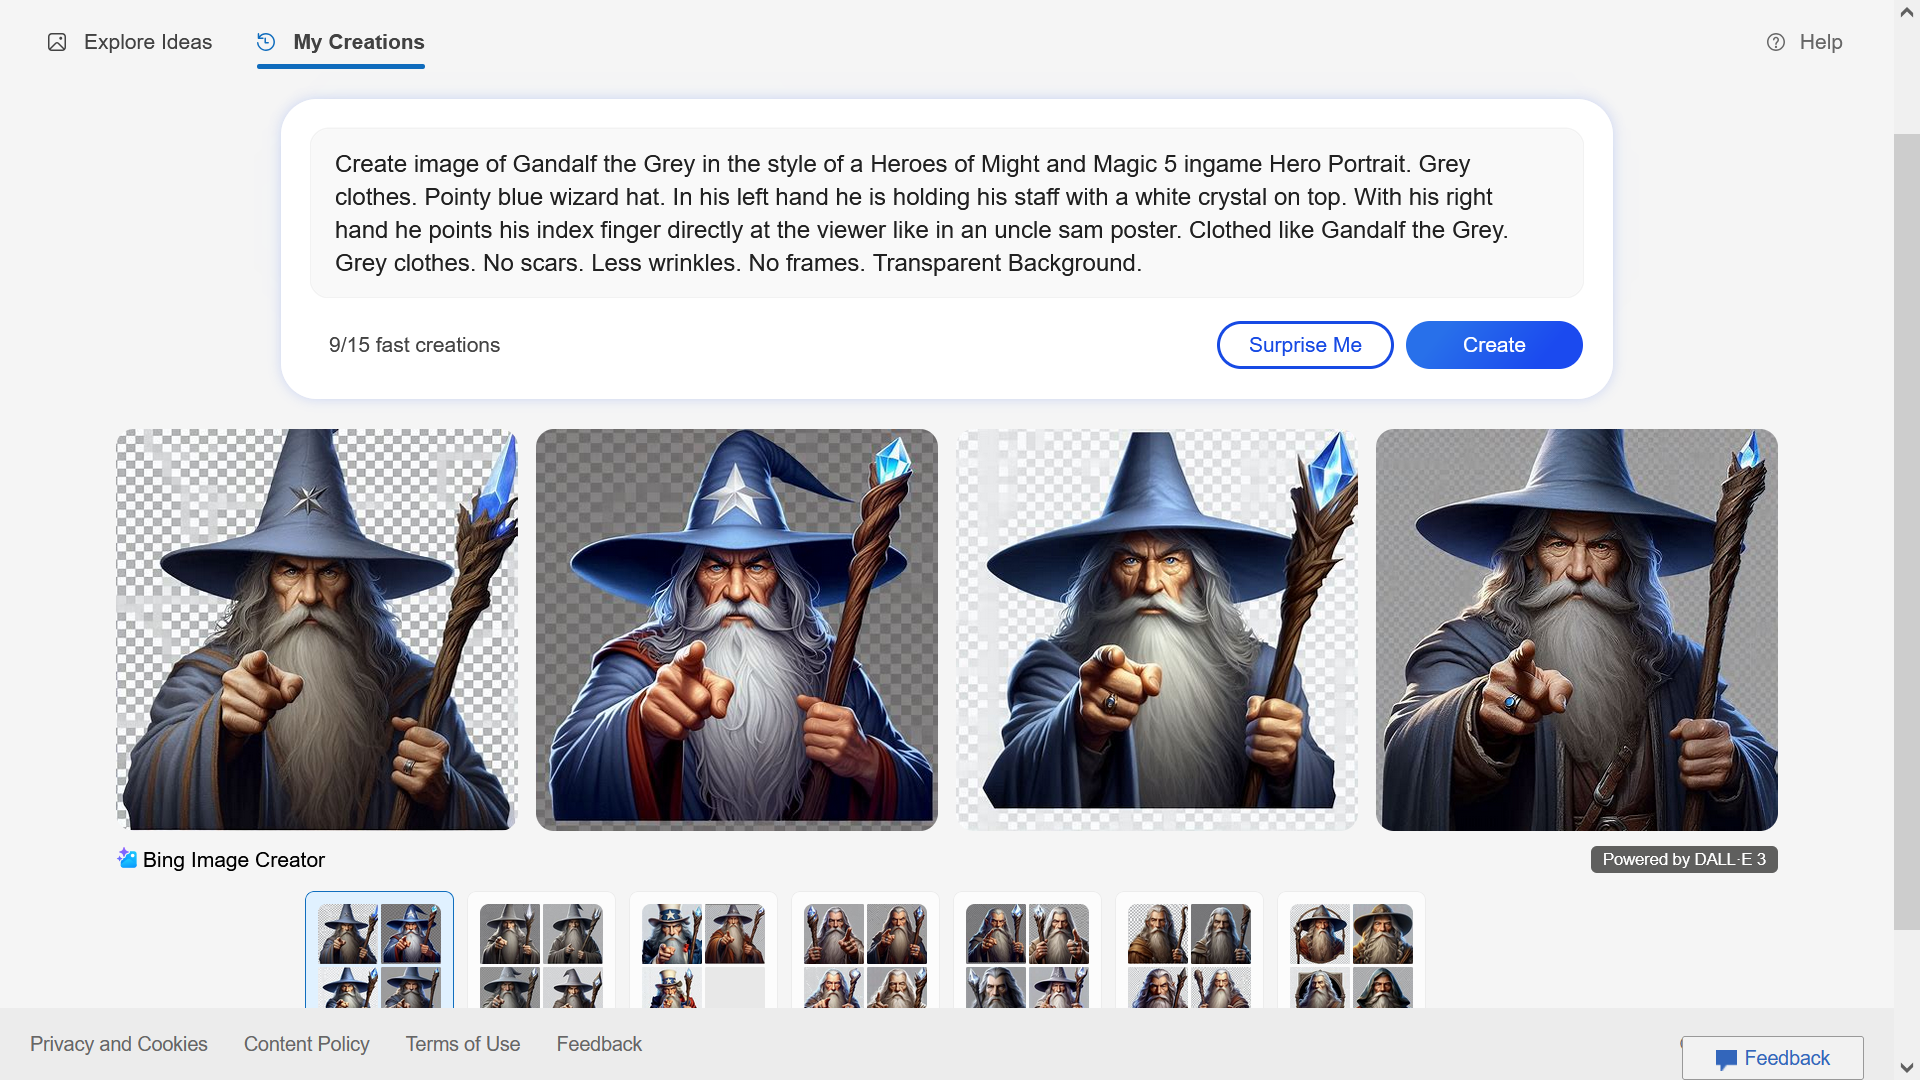 Explore Ideas
My Creations
Help
Create image of Gandalf the Grey in the style of a Heroes of Might and Magic 5 ingame Hero Portrait. Grey
clothes. Pointy blue wizard hat. In his left hand he is holding his staff with a white crystal on top. With his right
hand he points his index finger directly at the viewer like in an uncle sam poster. Clothed like Gandalf the Grey.
Grey clothes. No scars. Less wrinkles. No frames. Transparent Background.
9/15 fast creations
Surprise Me
Create
Bing Image Creator
Powered by DALL·E 3
Privacy and Cookies
Content Policy
Terms of Use
Feedback
Feedback